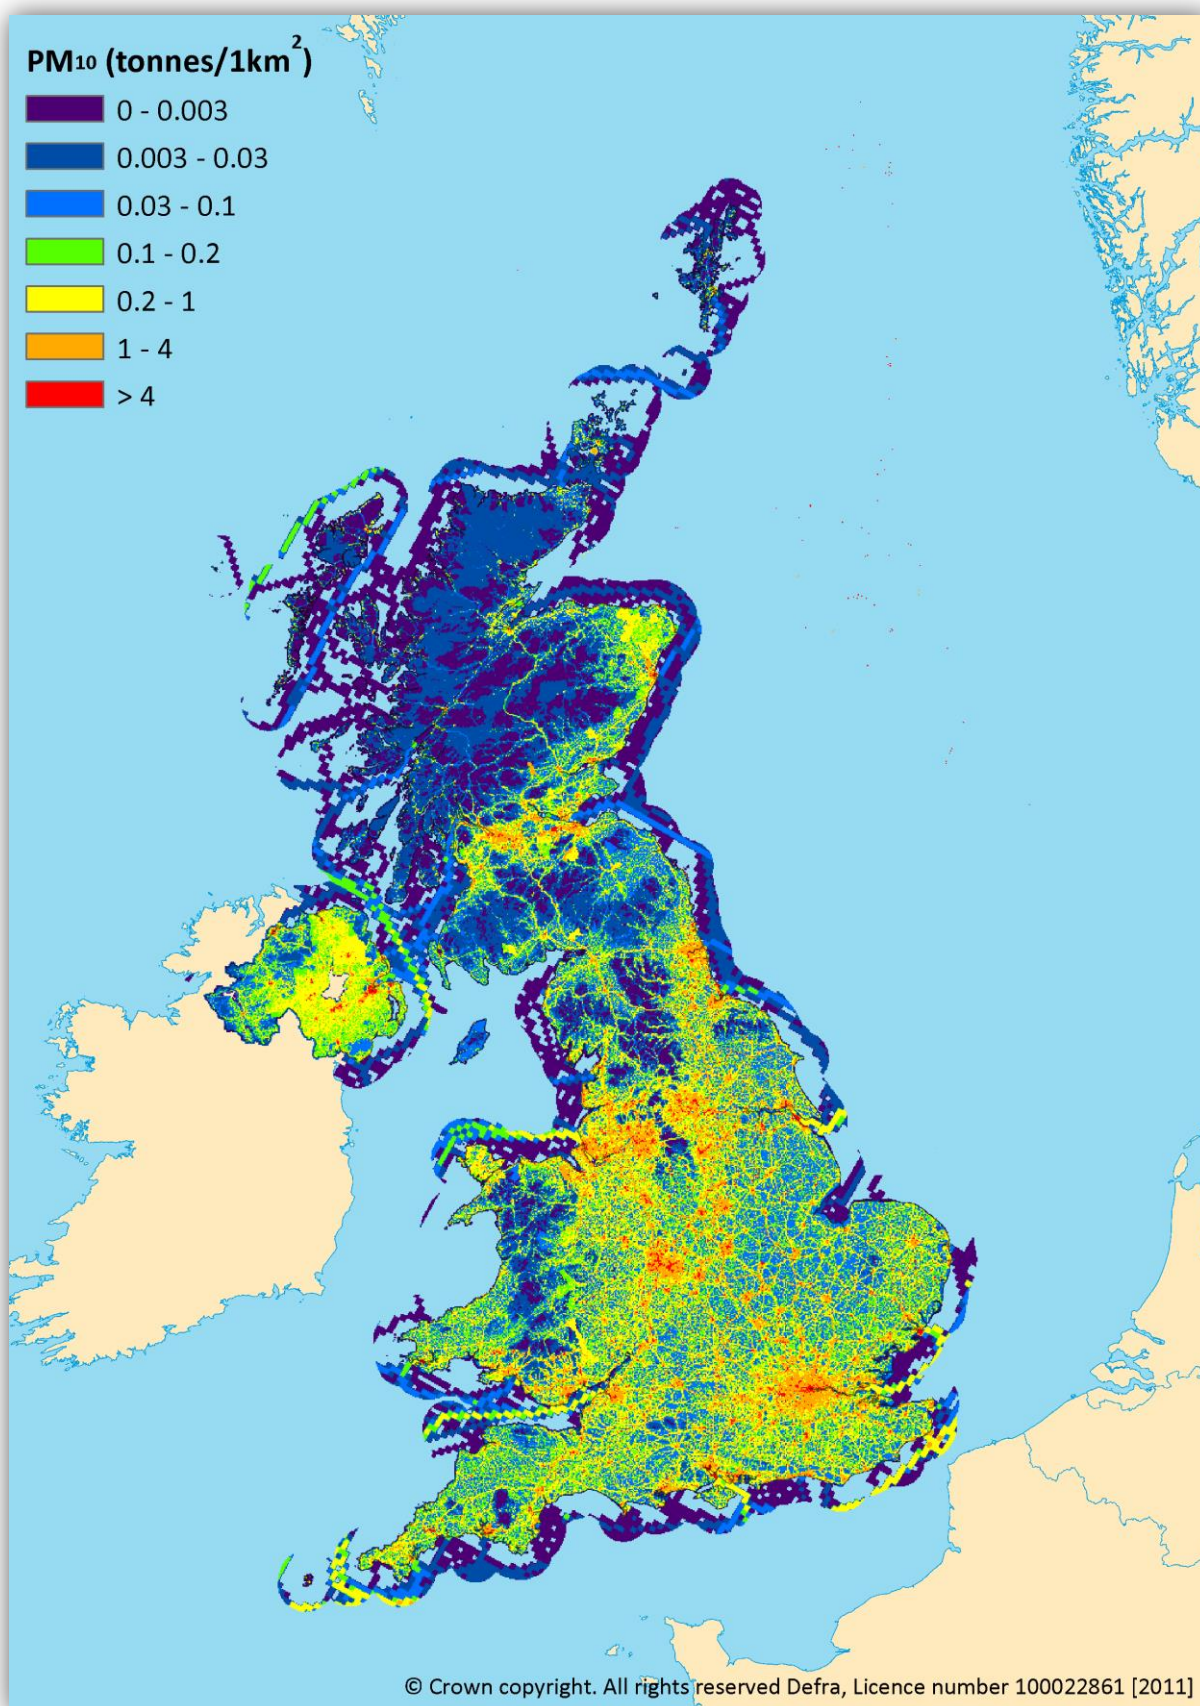 PM₁₀ (tonnes/1km²)
0 - 0.003
0.003 - 0.03
0.03 - 0.1
0.1 - 0.2
0.2 - 1
1 - 4
> 4
© Crown copyright. All rights reserved Defra, Licence number 100022861 [2011]